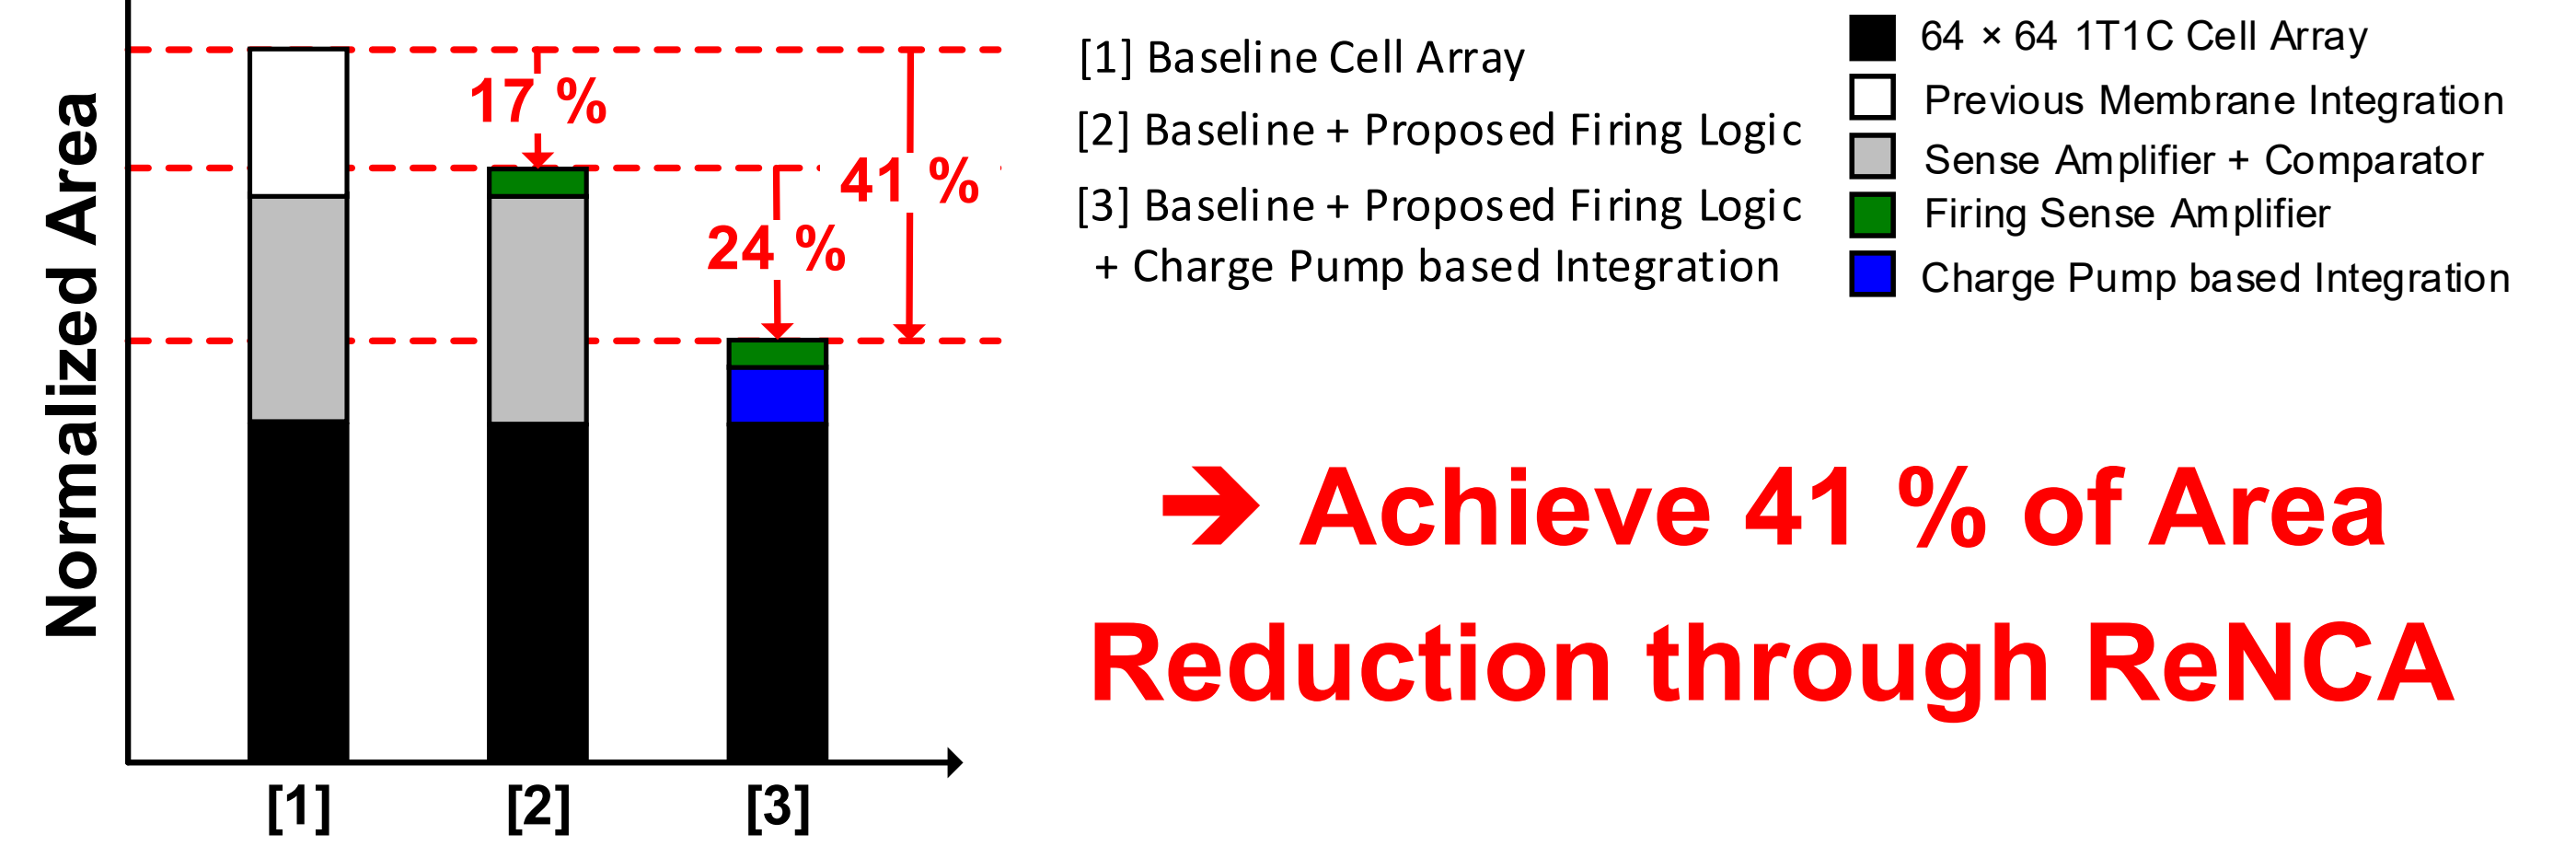 Normalized Area
17 %
24 %
41 %
[1]
[2]
[3]
[1] Baseline Cell Array
[2] Baseline + Proposed Firing Logic
[3] Baseline + Proposed Firing Logic
+ Charge Pump based Integration
64 × 64 1T1C Cell Array
Previous Membrane Integration
Sense Amplifier + Comparator
Firing Sense Amplifier
Charge Pump based Integration
➔ Achieve 41 % of Area
Reduction through ReNCA